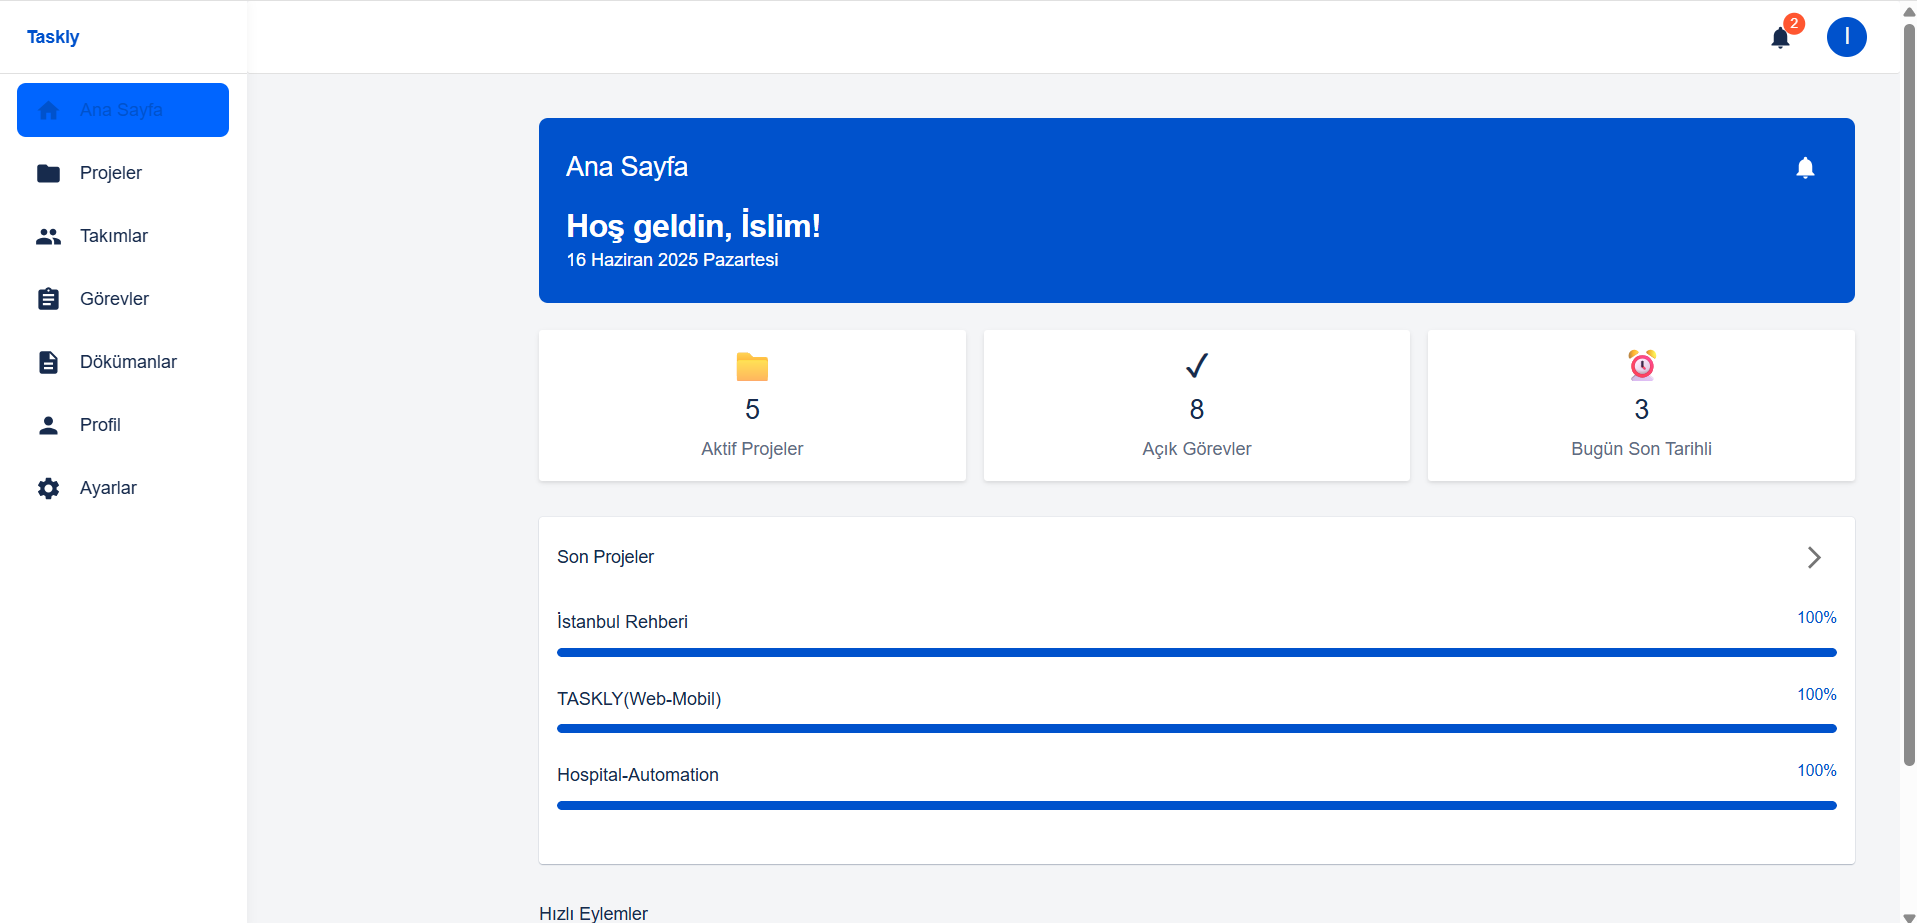 Taskly
2
I
Ana Sayfa
Projeler
Takımlar
Görevler
Dökümanlar
Profil
Ayarlar
Ana Sayfa
Hoş geldin, İslim!
16 Haziran 2025 Pazartesi
5
Aktif Projeler
8
Açık Görevler
3
Bugün Son Tarihli
Son Projeler
İstanbul Rehberi
100%
TASKLY(Web-Mobil)
100%
Hospital-Automation
100%
Hızlı Eylemler